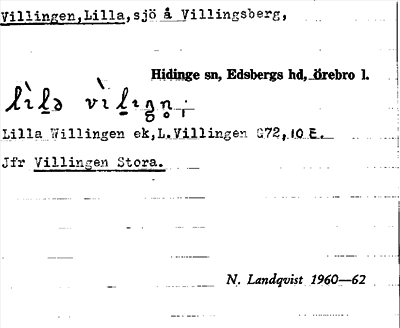 Villingen, Lilla, sjö å Villingsberg,
Hidinge sn, Edsbergs hd, Örebro l.
Lilla Villingen ek, L. Villingen G72, 10 E.
Jfr Villingen Stora.
N. Landqvist 1960—62